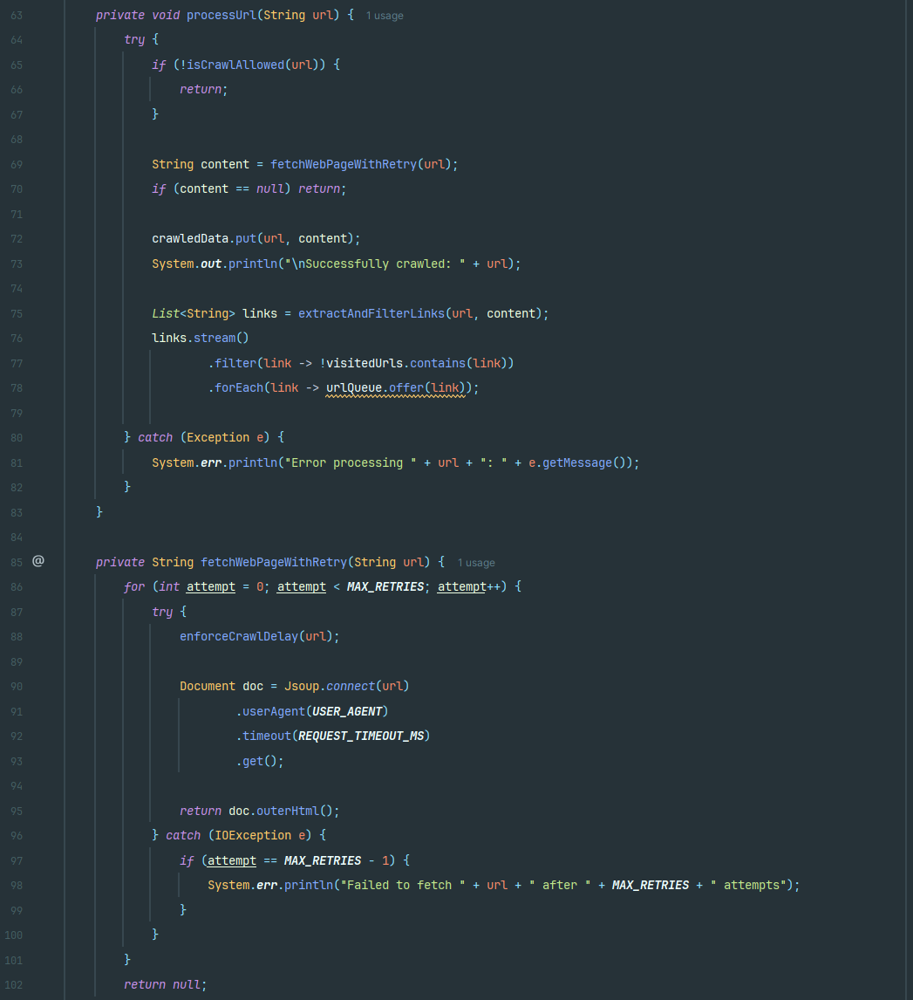 63 private void processUrl(String url) { 1 usage
64 try {
65 if (!isCrawlAllowed(url)) {
66 return;
67 }
68
69 String content = fetchWebPageWithRetry(url);
70 if (content == null) return;
71
72 crawledData.put(url, content);
73 System.out.println("\nSuccessfully crawled: " + url);
74
75 List<String> links = extractAndFilterLinks(url, content);
76 links.stream()
77 .filter(link -> !visitedUrls.contains(link))
78 .forEach(link -> urlQueue.offer(link));
79
80 } catch (Exception e) {
81 System.err.println("Error processing " + url + ": " + e.getMessage());
82 }
83 }
84
85 @ private String fetchWebPageWithRetry(String url) { 1 usage
86 for (int attempt = 0; attempt < MAX_RETRIES; attempt++) {
87 try {
88 enforceCrawlDelay(url);
89
90 Document doc = Jsoup.connect(url)
91 .userAgent(USER_AGENT)
92 .timeout(REQUEST_TIMEOUT_MS)
93 .get();
94
95 return doc.outerHtml();
96 } catch (IOException e) {
97 if (attempt == MAX_RETRIES - 1) {
98 System.err.println("Failed to fetch " + url + " after " + MAX_RETRIES + " attempts");
99 }
100 }
101 }
102 return null;